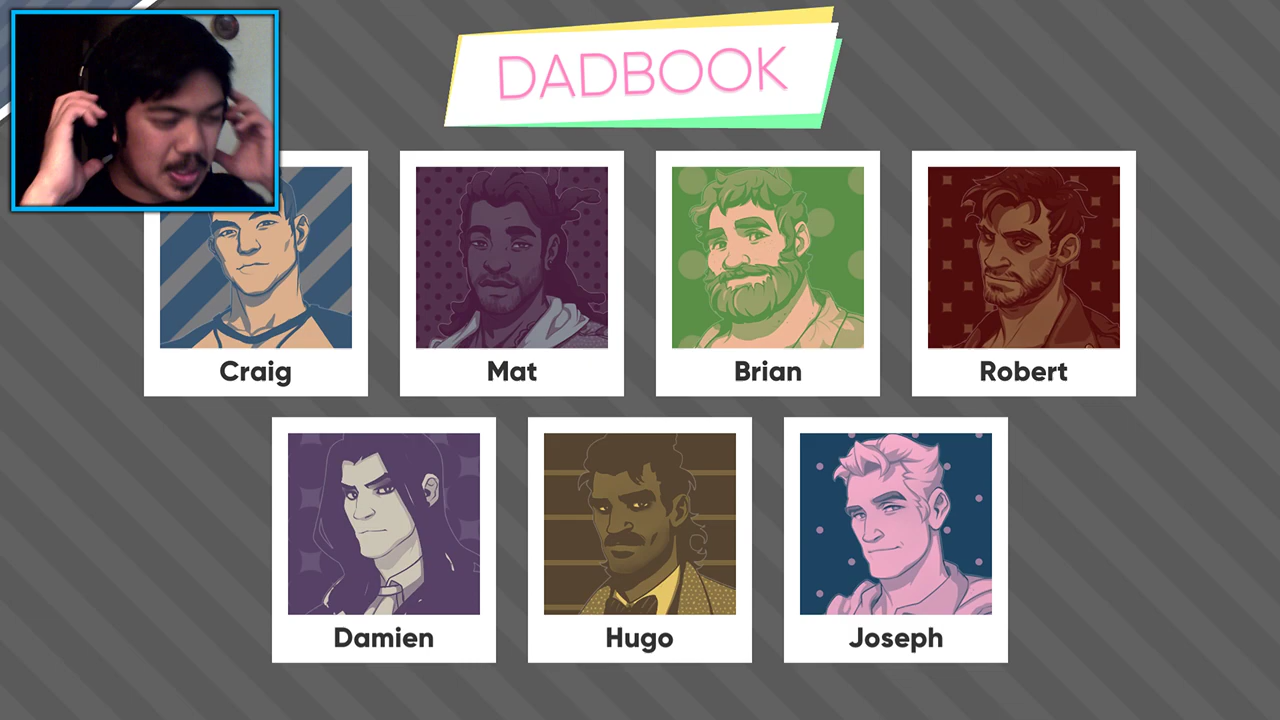 DADBOOK
Craig
Mat
Brian
Robert
Damien
Hugo
Joseph